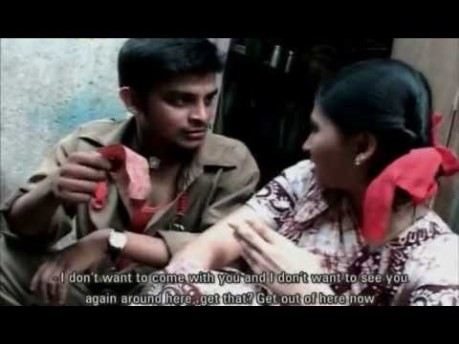 I don't want to come with you and I don't want to see you
again around here..get that? Get out of here now